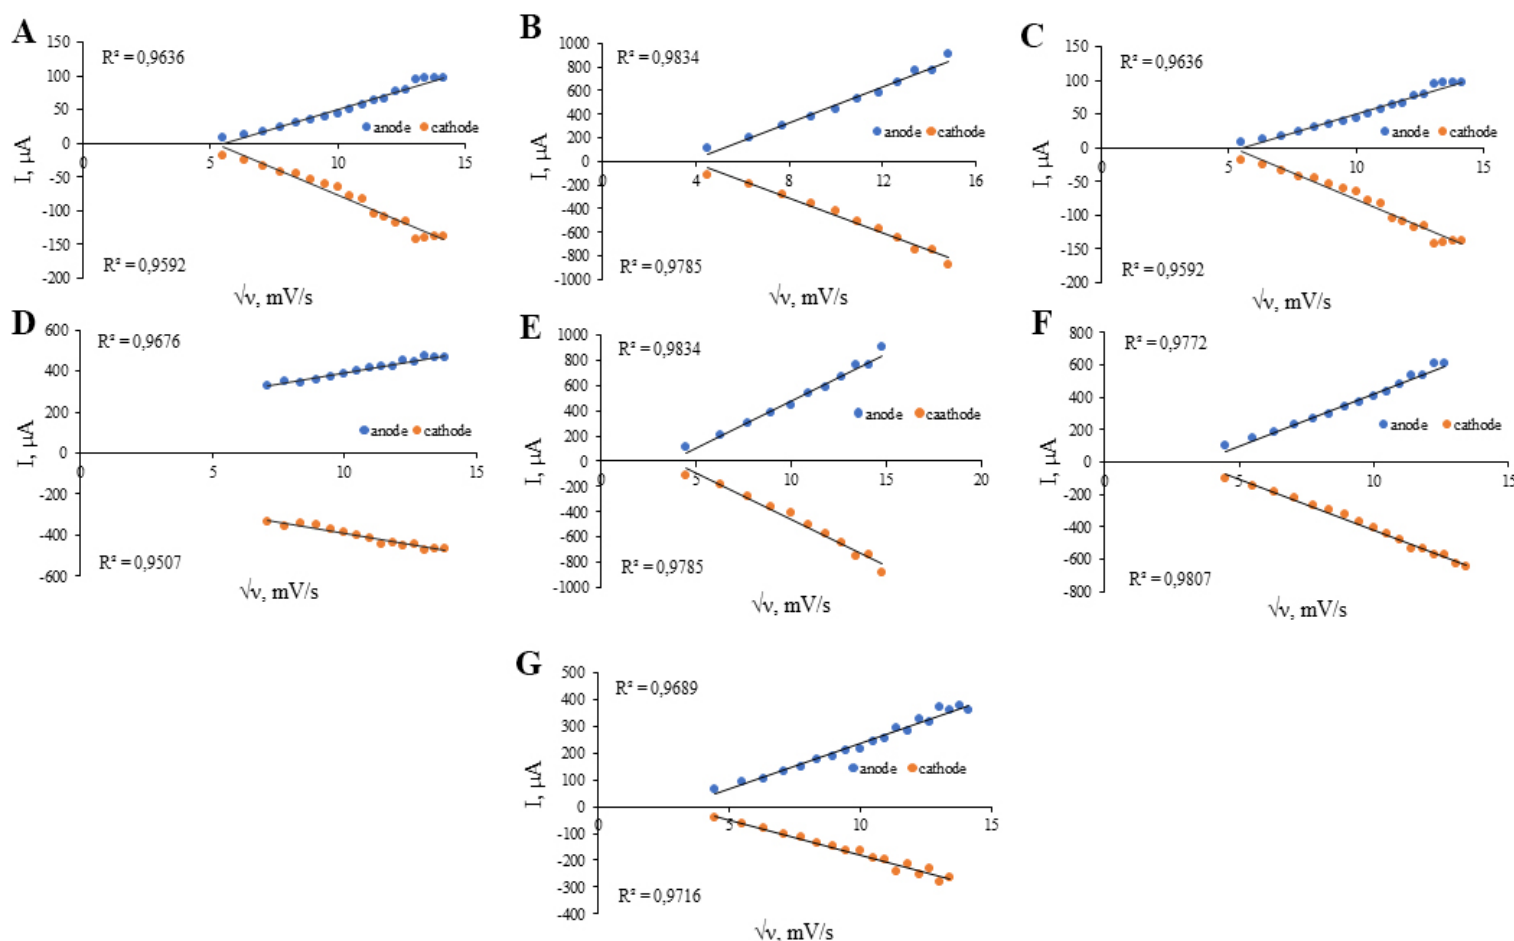 A
150
100
50
0
-50
-100
-150
-200
0
5
10
15
R² = 0,9636
anode cathode
R² = 0,9592
I, µA
√ν, mV/s
B
1000
800
600
400
200
0
-200
-400
-600
-800
-1000
0
4
8
12
16
R² = 0,9834
anode cathode
R² = 0,9785
I, µA
√ν, mV/s
C
150
100
50
0
-50
-100
-150
-200
0
5
10
15
R² = 0,9636
anode cathode
R² = 0,9592
I, µA
√ν, mV/s
D
600
400
200
0
-200
-400
-600
0
5
10
15
R² = 0,9676
anode cathode
R² = 0,9507
I, µA
√ν, mV/s
E
1000
800
600
400
200
0
-200
-400
-600
-800
-1000
0
5
10
15
20
R² = 0,9834
anode caathode
R² = 0,9785
I, µA
√ν, mV/s
F
800
600
400
200
0
-200
-400
-600
-800
0
5
10
15
R² = 0,9772
anode cathode
R² = 0,9807
I, µA
√ν, mV/s
G
500
400
300
200
100
0
-100
-200
-300
-400
0
5
10
15
R² = 0,9689
anode cathode
R² = 0,9716
I, µA
√ν, mV/s